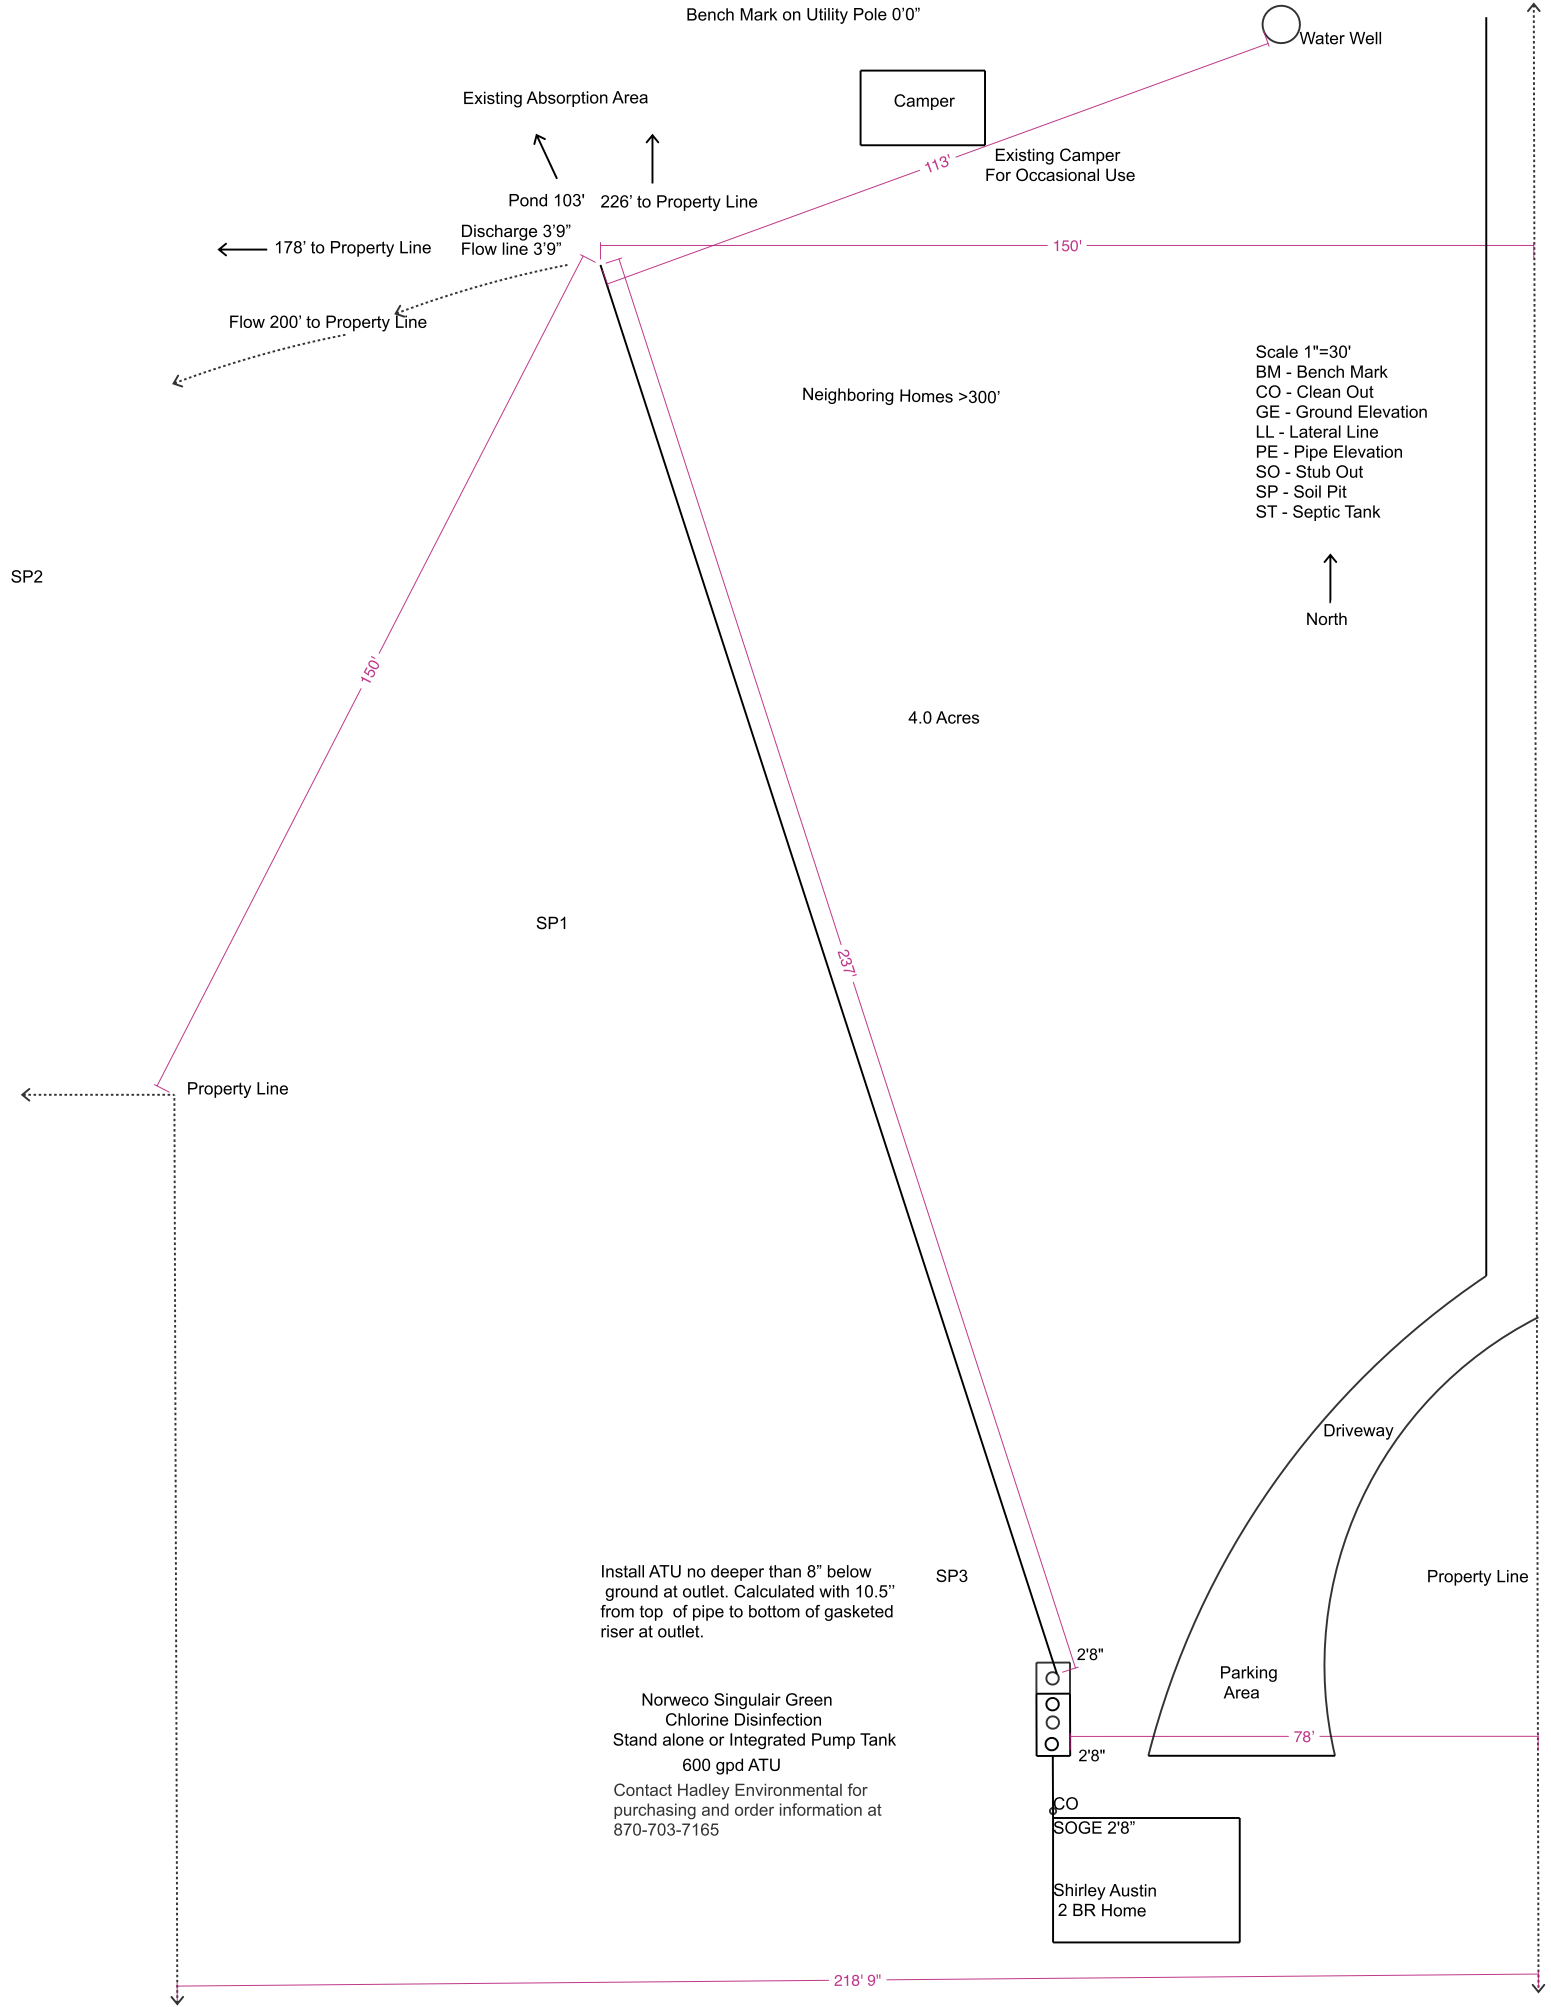 Bench Mark on Utility Pole 0’0”
Water Well
Existing Absorption Area
Camper
113'
Existing Camper
For Occasional Use
Pond 103'
226’ to Property Line
Discharge 3’9”
Flow line 3’9”
178’ to Property Line
150'
Flow 200’ to Property Line
Scale 1"=30'
BM - Bench Mark
CO - Clean Out
GE - Ground Elevation
LL - Lateral Line
PE - Pipe Elevation
SO - Stub Out
SP - Soil Pit
ST - Septic Tank
Neighboring Homes >300’
SP2
North
150'
4.0 Acres
SP1
237'
Property Line
Driveway
Install ATU no deeper than 8” below
ground at outlet. Calculated with 10.5’’
from top of pipe to bottom of gasketed
riser at outlet.
SP3
Property Line
2'8"
Parking
Area
Norweco Singulair Green
Chlorine Disinfection
Stand alone or Integrated Pump Tank
600 gpd ATU
78’
2'8"
Contact Hadley Environmental for
purchasing and order information at
870-703-7165
CO
SOGE 2'8”
Shirley Austin
2 BR Home
218' 9"